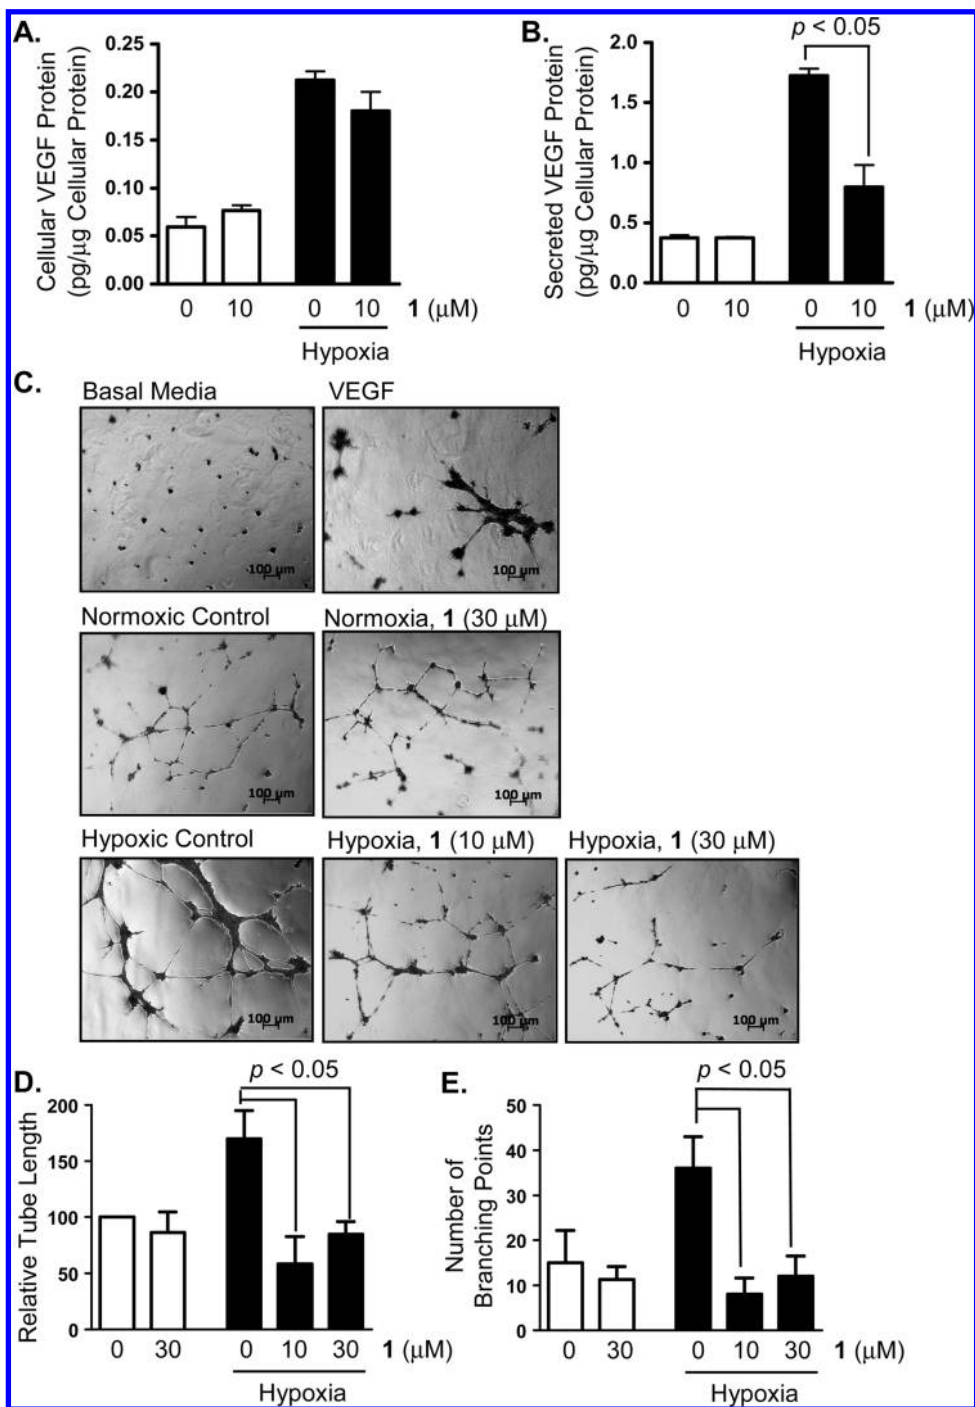 A.
Cellular VEGF Protein
(pg/μg Cellular Protein)
0.25
0.20
0.15
0.10
0.05
0.00
0 10 0 10 1 (μM)
Hypoxia
B.
p < 0.05
Secreted VEGF Protein
(pg/μg Cellular Protein)
2.0
1.5
1.0
0.5
0.0
0 10 0 10 1 (μM)
Hypoxia
C.
Basal Media
VEGF
100 μm
100 μm
Normoxic Control
Normoxia, 1 (30 μM)
100 μm
100 μm
Hypoxic Control
Hypoxia, 1 (10 μM)
Hypoxia, 1 (30 μM)
100 μm
100 μm
100 μm
D.
p < 0.05
Relative Tube Length
200
150
100
50
0
0 30 0 10 30 1 (μM)
Hypoxia
E.
p < 0.05
Number of
Branching Points
50
40
30
20
10
0
0 30 0 10 30 1 (μM)
Hypoxia